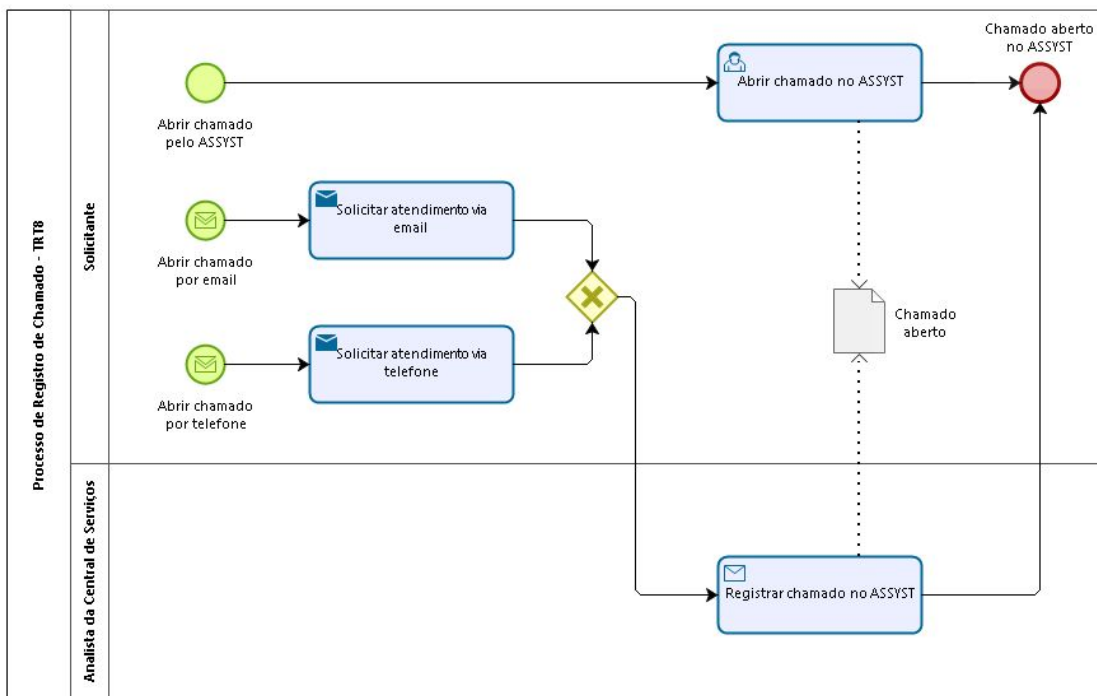 Processo de Registro de Chamado - TRT8
Solicitante
Chamado aberto
no ASSYST
Abrir chamado no ASSYST
Abrir chamado
pelo ASSYST
Solicitar atendimento via
email
Abrir chamado
por email
Chamado
aberto
Solicitar atendimento via
telefone
Abrir chamado
por telefone
Analista da Central de Serviços
Registrar chamado no ASSYST